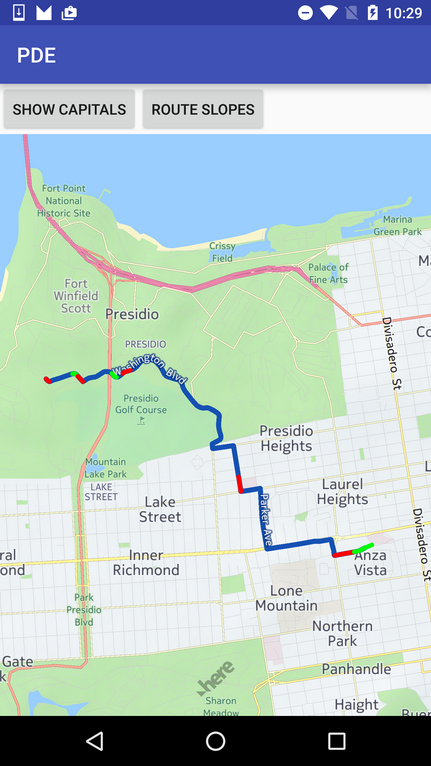 10:29
PDE
SHOW CAPITALS
ROUTE SLOPES
Fort Point
National
Historic Site
Marina
Green Park
Crissy
Field
Palace of
Fine Arts
Ma
Fort
Winfield
Scott
Presidio
Co
Divisadero St
PRESIDIO
Washington Blvd
Presidio
Golf Course
Presidio
Heights
Mountain
Lake Park
LAKE
STREET
Laurel
Heights
L
Lake
Street
Parker Ave
Divisadero St
ral
ond
Inner
Richmond
Anza
Vista
Park
Presidio
Blvd
Lone
Mountain
Northern
Park
Gate
k
here
Panhandle
Sharon
Meadow
Haight
Buen